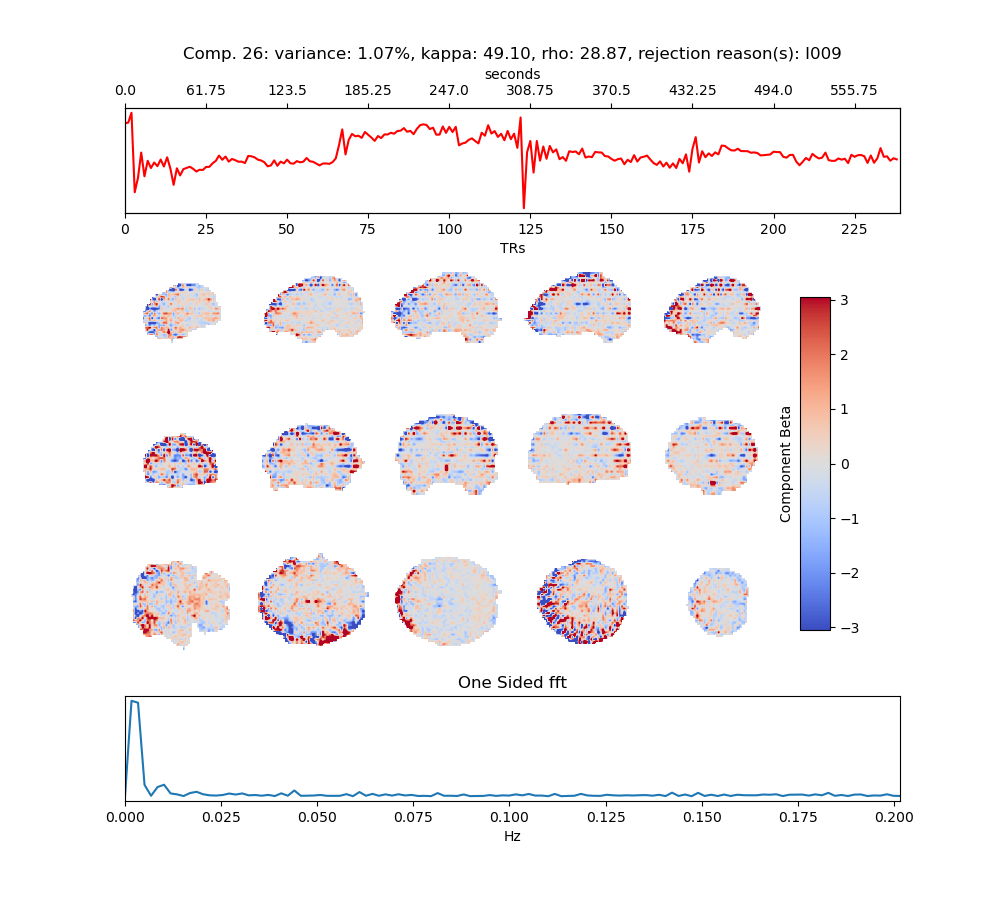 Comp. 26: variance: 1.07%, kappa: 49.10, rho: 28.87, rejection reason(s): I009
seconds
0.0 61.75 123.5 185.25 247.0 308.75 370.5 432.25 494.0 555.75
0 25 50 75 100 125 150 175 200 225
TRs
3
2
1
0
−1
−2
−3
Component Beta
One Sided fft
0.000 0.025 0.050 0.075 0.100 0.125 0.150 0.175 0.200
Hz